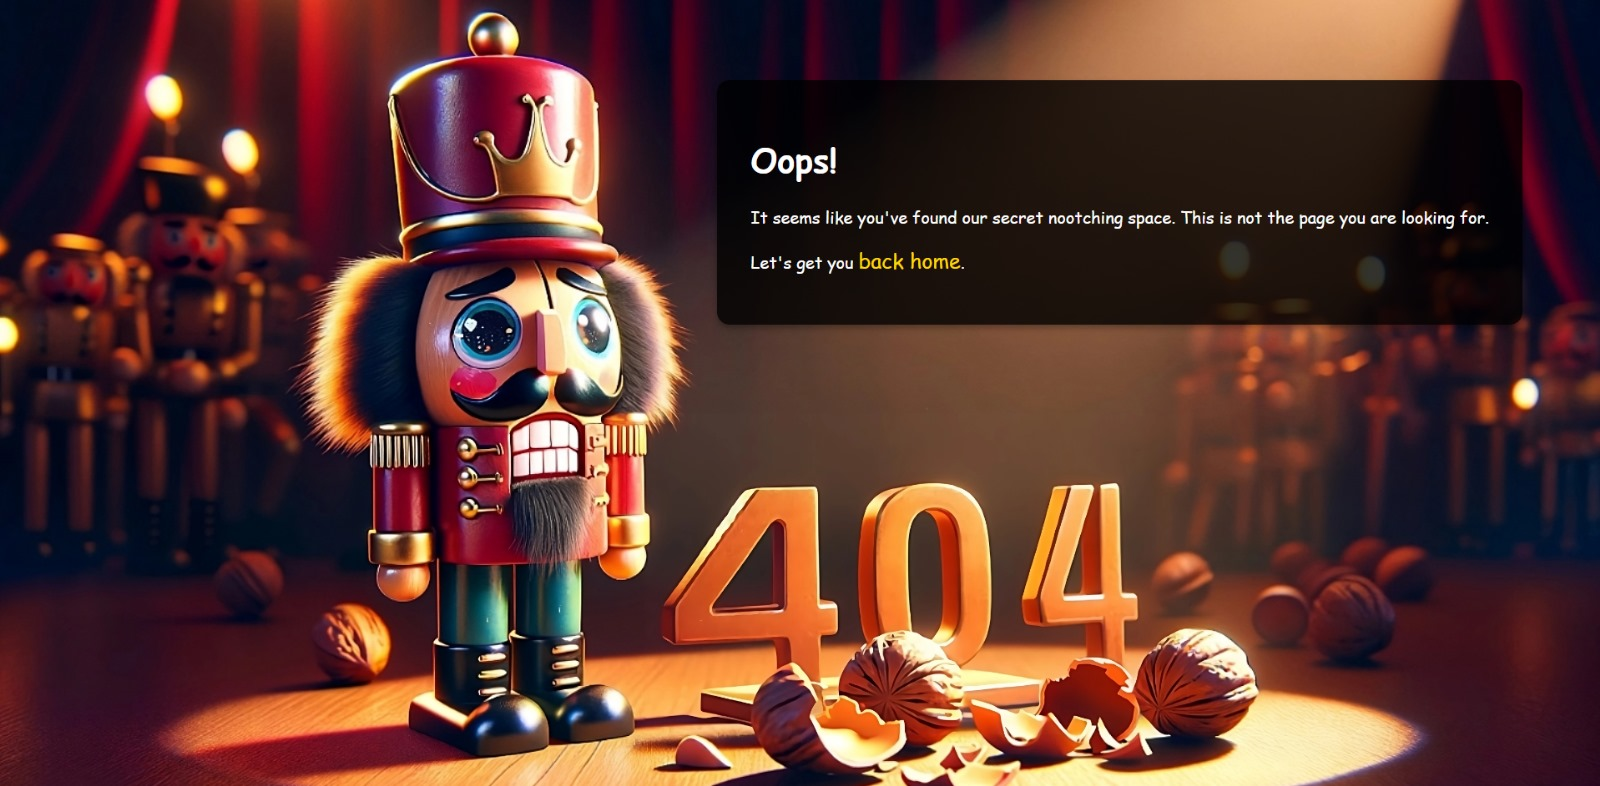 Oops!
It seems like you've found our secret nootching space. This is not the page you are looking for.
Let's get you back home.
404